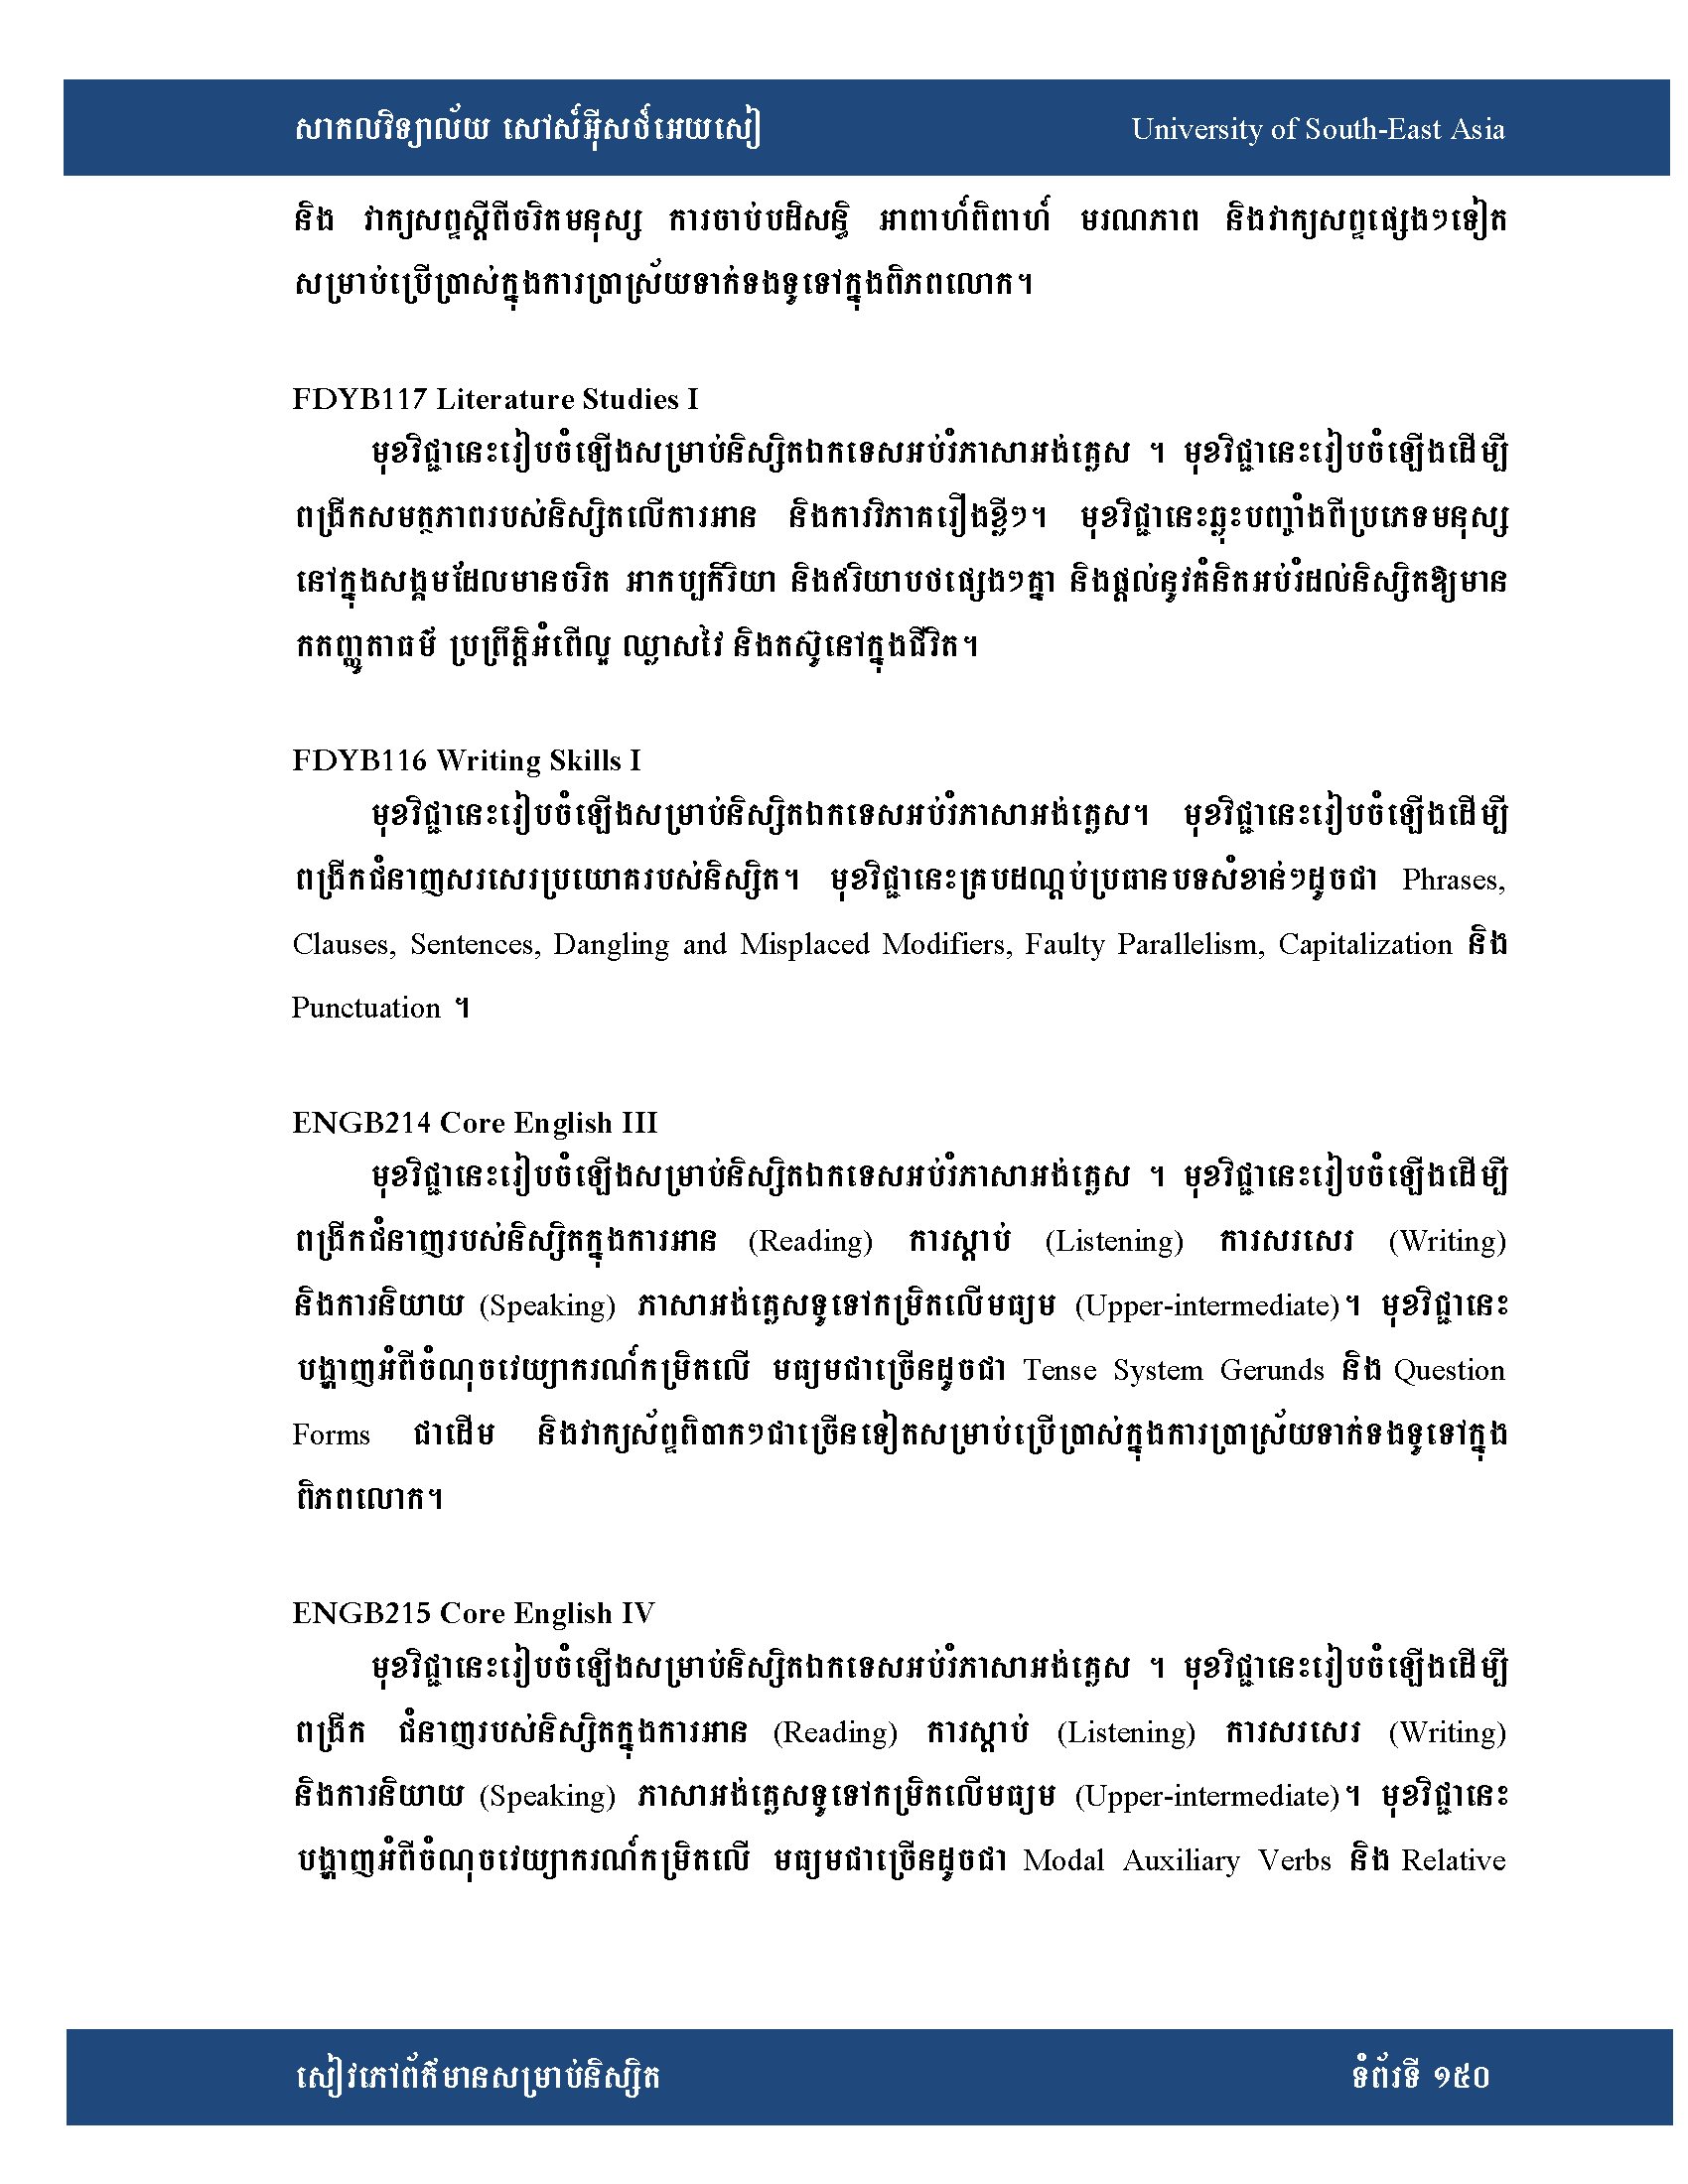 សាកលវិទ្យាល័យ សៅស៍អ៊ីសថ៍អេយសៀ University of South-East Asia
និង វាក្យសព្ទស្តីពីចរិតមនុស្ស ការចាប់បដិសន្ធិ អាពាហ៍ពិពាហ៍ មរណភាព និងវាក្យសព្ទផ្សេងៗទៀត
សម្រាប់ប្រើប្រាស់ក្នុងការប្រាស្រ័យទាក់ទងទូទៅក្នុងពិភពលោក។
FDYB117 Literature Studies I
មុខវិជ្ជានេះរៀបចំឡើងសម្រាប់និស្សិតឯកទេសអប់រំភាសាអង់គ្លេស ។ មុខវិជ្ជានេះរៀបចំឡើងដើម្បី
ពង្រីកសមត្ថភាពរបស់និស្សិតលើការអាន និងការវិភាគរឿងខ្លីៗ។ មុខវិជ្ជានេះឆ្លុះបញ្ចាំងពីប្រភេទមនុស្ស
នៅក្នុងសង្គមដែលមានចរិត អាកប្បកិរិយា និងឥរិយាបថផ្សេងៗគ្នា និងផ្តល់នូវគំនិតអប់រំដល់និស្សិតឱ្យមាន
កតញ្ញូតាធម៌ ប្រព្រឹត្តិអំពើល្អ ឈ្លាសវៃ និងតស៊ូនៅក្នុងជីវិត។
FDYB116 Writing Skills I
មុខវិជ្ជានេះរៀបចំឡើងសម្រាប់និស្សិតឯកទេសអប់រំភាសាអង់គ្លេស។ មុខវិជ្ជានេះរៀបចំឡើងដើម្បី
ពង្រីកជំនាញសរសេរប្រយោគរបស់និស្សិត។ មុខវិជ្ជានេះគ្របដណ្តប់ប្រធានបទសំខាន់ៗដូចជា Phrases,
Clauses, Sentences, Dangling and Misplaced Modifiers, Faulty Parallelism, Capitalization និង
Punctuation ។
ENGB214 Core English III
មុខវិជ្ជានេះរៀបចំឡើងសម្រាប់និស្សិតឯកទេសអប់រំភាសាអង់គ្លេស ។ មុខវិជ្ជានេះរៀបចំឡើងដើម្បី
ពង្រីកជំនាញរបស់និស្សិតក្នុងការអាន (Reading) ការស្តាប់ (Listening) ការសរសេរ (Writing)
និងការនិយាយ (Speaking) ភាសាអង់គ្លេសទូទៅកម្រិតលើមធ្យម (Upper-intermediate)។ មុខវិជ្ជានេះ
បង្ហាញអំពីចំណុចវេយ្យាករណ៍កម្រិតលើ មធ្យមជាច្រើនដូចជា Tense System Gerunds និង Question
Forms ជាដើម និងវាក្យស័ព្ទពិបាកៗជាច្រើនទៀតសម្រាប់ប្រើប្រាស់ក្នុងការប្រាស្រ័យទាក់ទងទូទៅក្នុង
ពិភពលោក។
ENGB215 Core English IV
មុខវិជ្ជានេះរៀបចំឡើងសម្រាប់និស្សិតឯកទេសអប់រំភាសាអង់គ្លេស ។ មុខវិជ្ជានេះរៀបចំឡើងដើម្បី
ពង្រីក ជំនាញរបស់និស្សិតក្នុងការអាន (Reading) ការស្តាប់ (Listening) ការសរសេរ (Writing)
និងការនិយាយ (Speaking) ភាសាអង់គ្លេសទូទៅកម្រិតលើមធ្យម (Upper-intermediate)។ មុខវិជ្ជានេះ
បង្ហាញអំពីចំណុចវេយ្យាករណ៍កម្រិតលើ មធ្យមជាច្រើនដូចជា Modal Auxiliary Verbs និង Relative
សៀវភៅព័ត៌មានសម្រាប់និស្សិត ទំព័រទី ១៥០